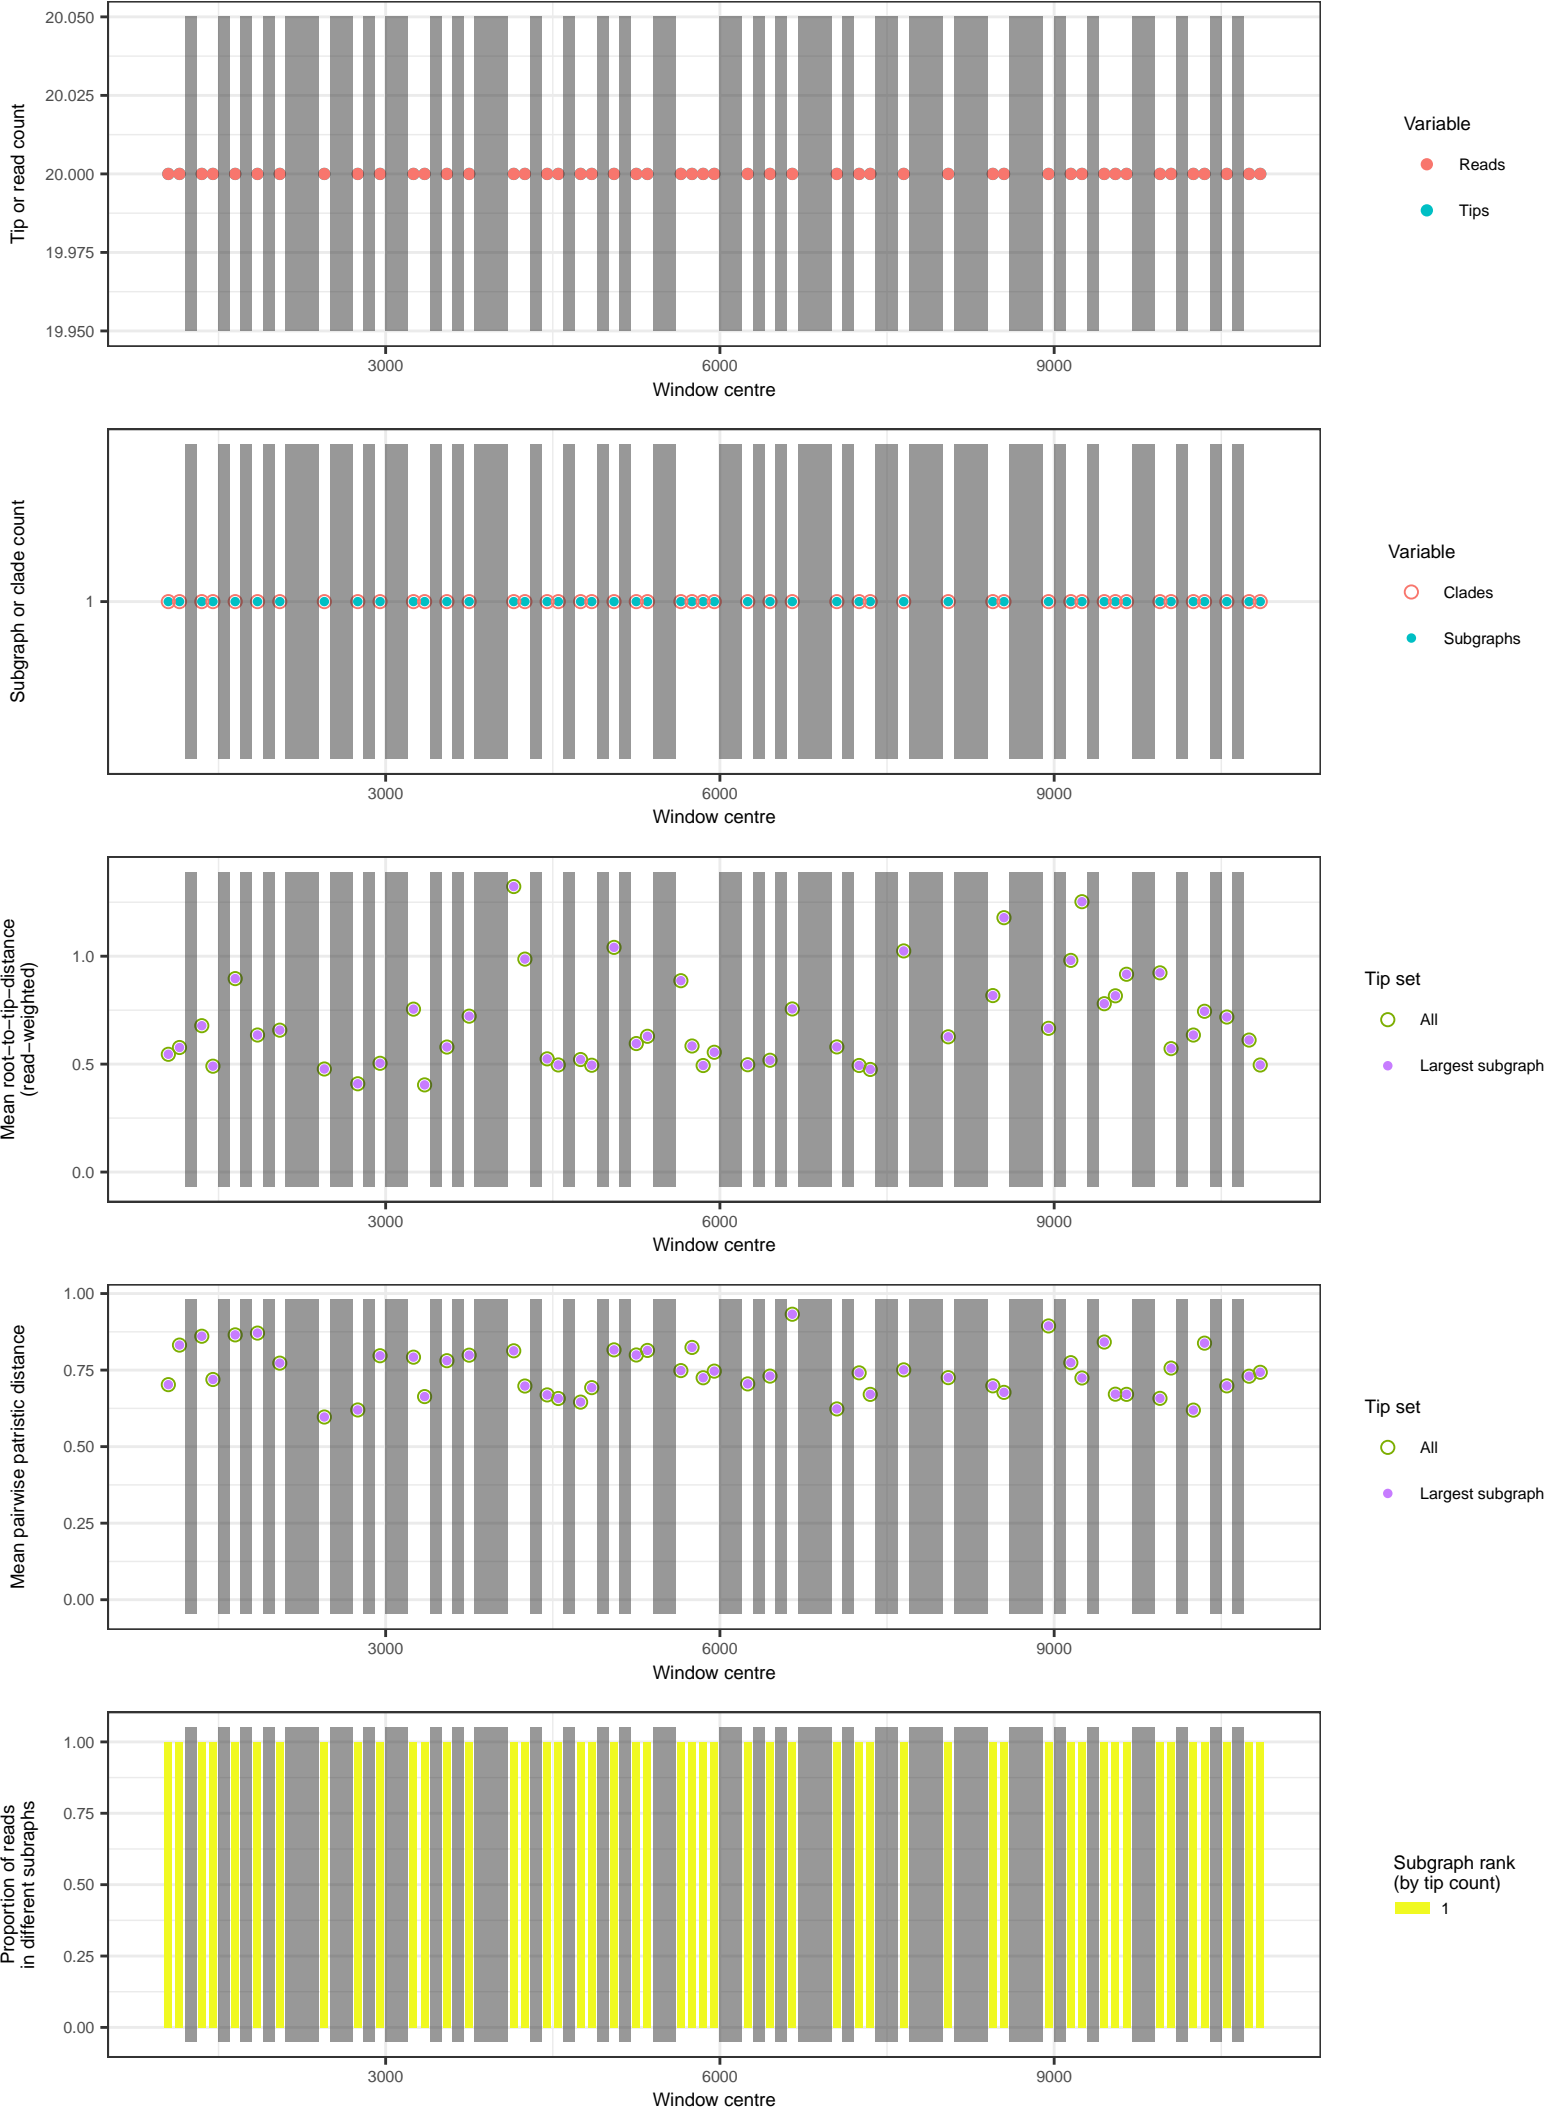 20.050
20.025
20.000
19.975
19.950
Tip or read count
3000
6000
9000
Window centre
Variable
Reads
Tips
1
Subgraph or clade count
3000
6000
9000
Window centre
Variable
Clades
Subgraphs
1.0
0.5
0.0
Mean root−to−tip−distance
(read−weighted)
3000
6000
9000
Window centre
Tip set
All
Largest subgraph
1.00
0.75
0.50
0.25
0.00
Mean pairwise patristic distance
3000
6000
9000
Window centre
Tip set
All
Largest subgraph
1.00
0.75
0.50
0.25
0.00
Proportion of reads
in different subraphs
3000
6000
9000
Window centre
Subgraph rank
(by tip count)
1